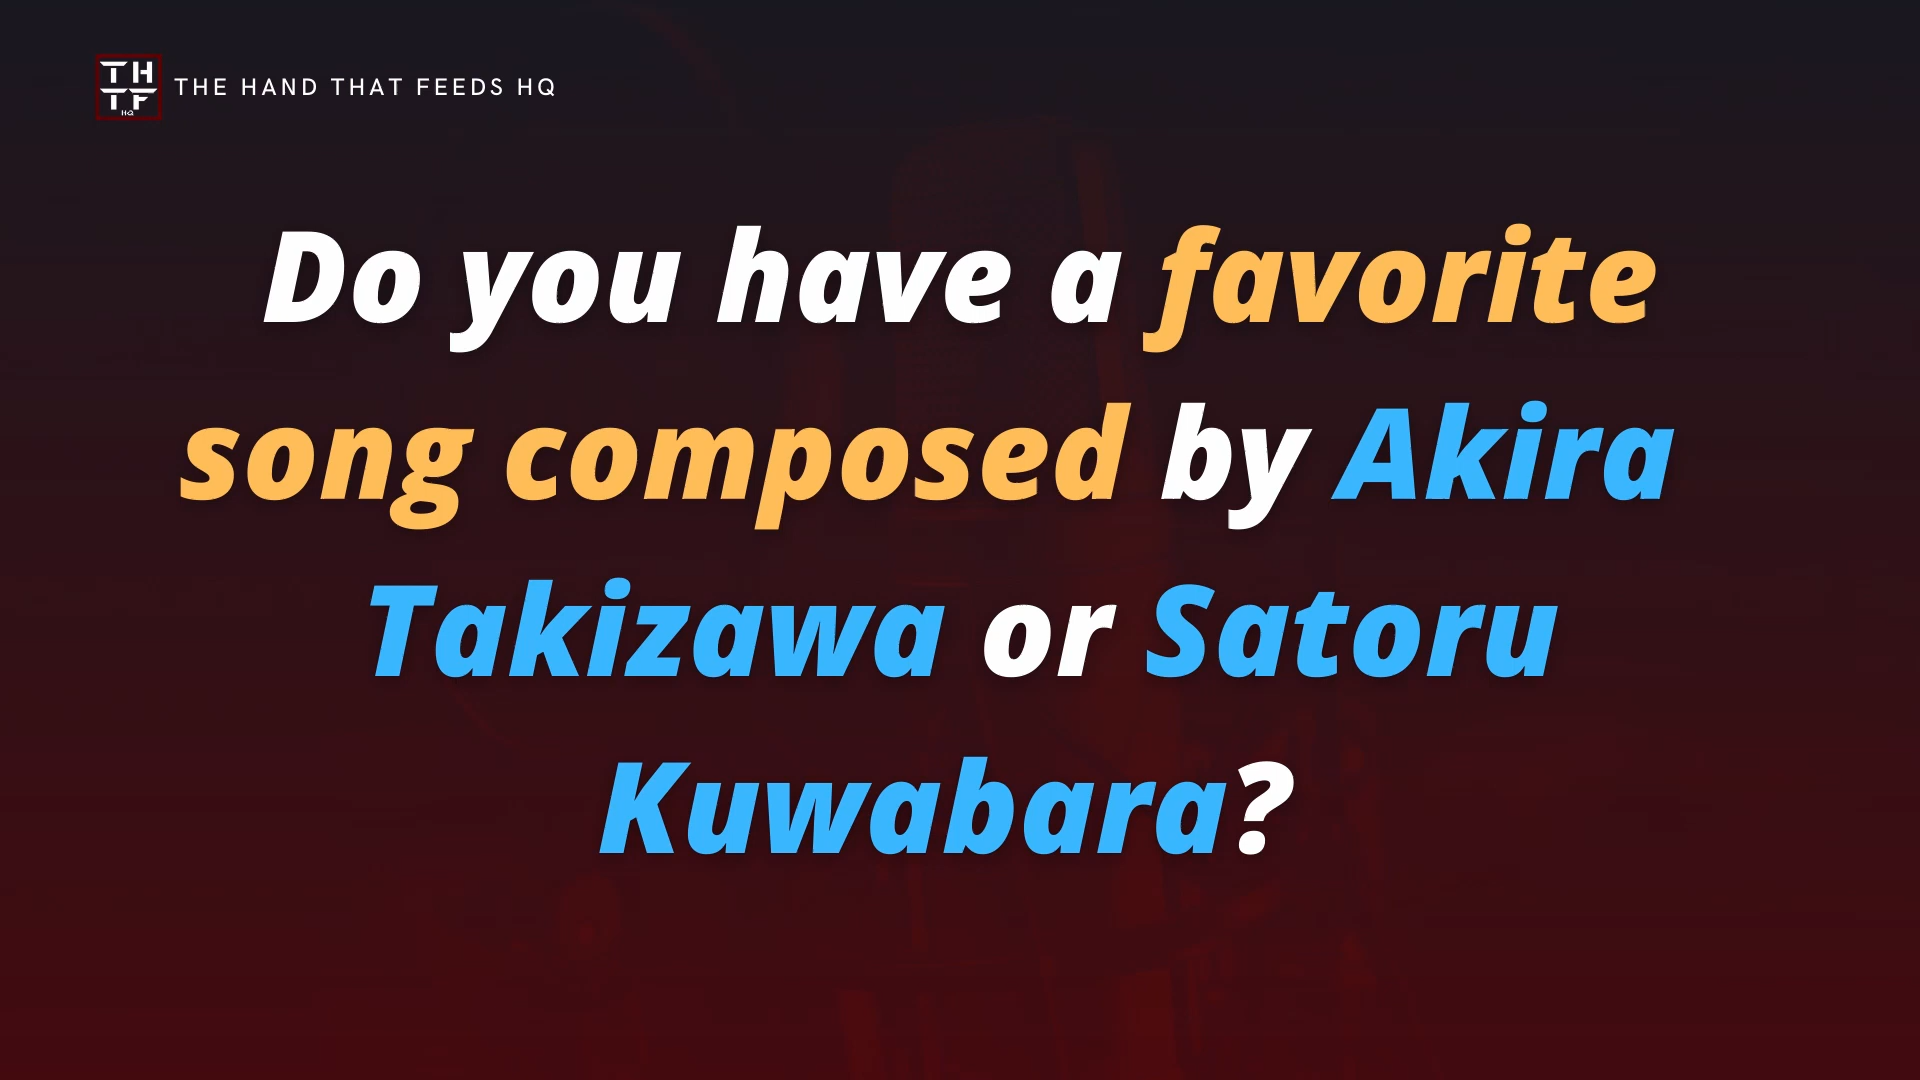 TH
TF
HQ
THE HAND THAT FEEDS HQ
Do you have a favorite
song composed by Akira
Takizawa or Satoru
Kuwabara?